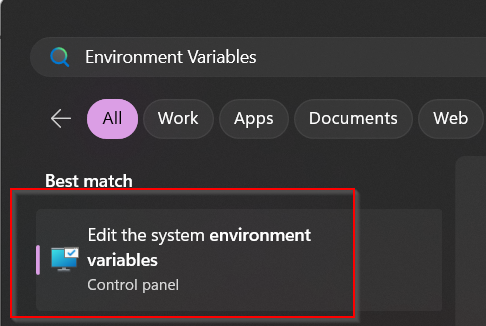 Environment Variables
All Work Apps Documents Web
Best match
Edit the system environment
variables
Control panel